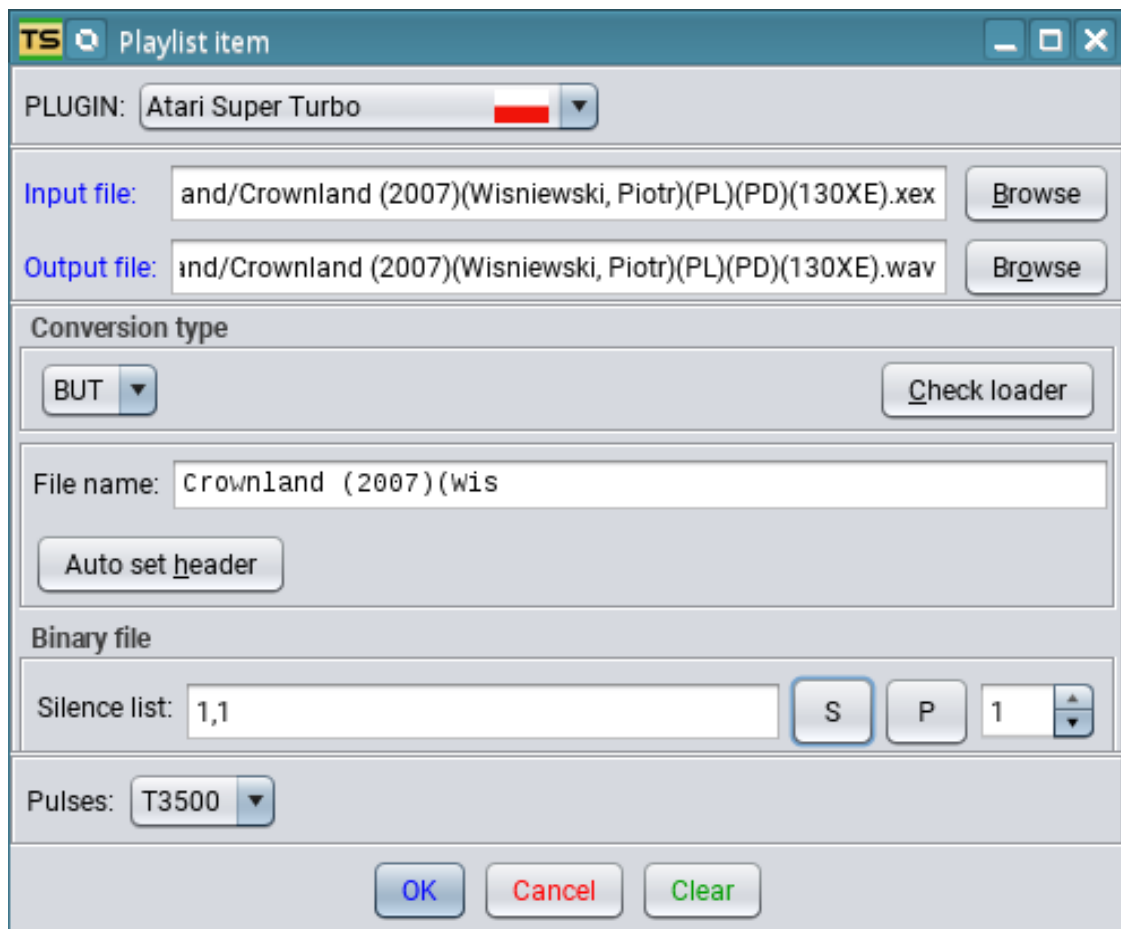 TS Playlist item
PLUGIN: Atari Super Turbo
Input file: and/Crownland (2007)(Wisniewski, Piotr)(PL)(PD)(130XE).xex Browse
Output file: and/Crownland (2007)(Wisniewski, Piotr)(PL)(PD)(130XE).wav Browse
Conversion type
BUT Check loader
File name: Crownland (2007)(Wis
Auto set header
Binary file
Silence list: 1,1 S P 1
Pulses: T3500
OK Cancel Clear